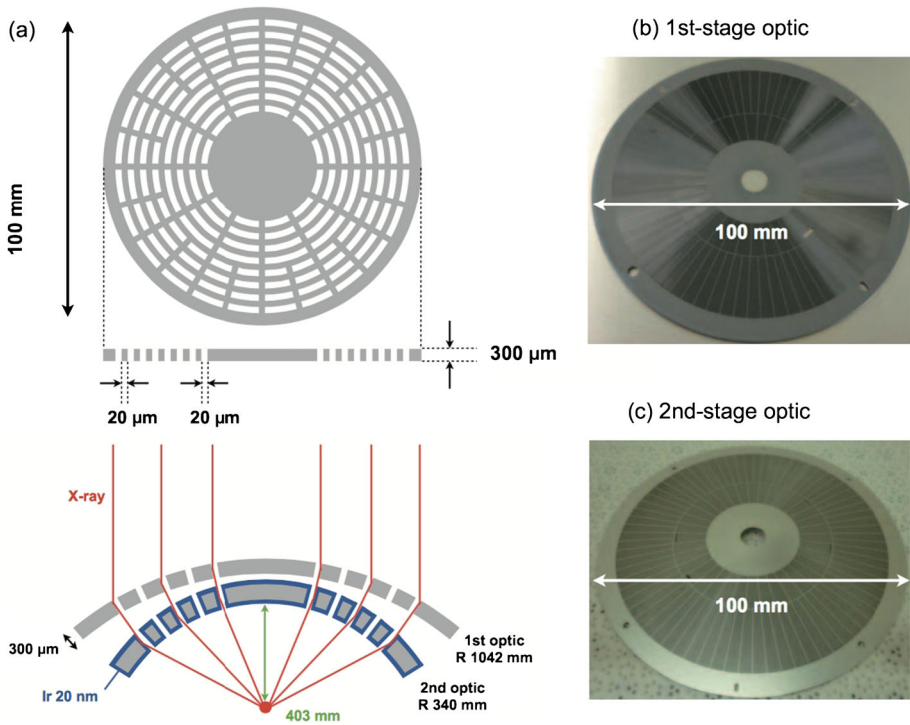 (a)
100 mm
300 µm
20 µm
20 µm
X-ray
300 µm
Ir 20 nm
1st optic
R 1042 mm
2nd optic
R 340 mm
403 mm
(b) 1st-stage optic
100 mm
(c) 2nd-stage optic
100 mm